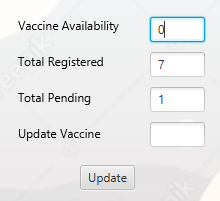 Vaccine Availability 0
Total Registered 7
Total Pending 1
Update Vaccine
Update